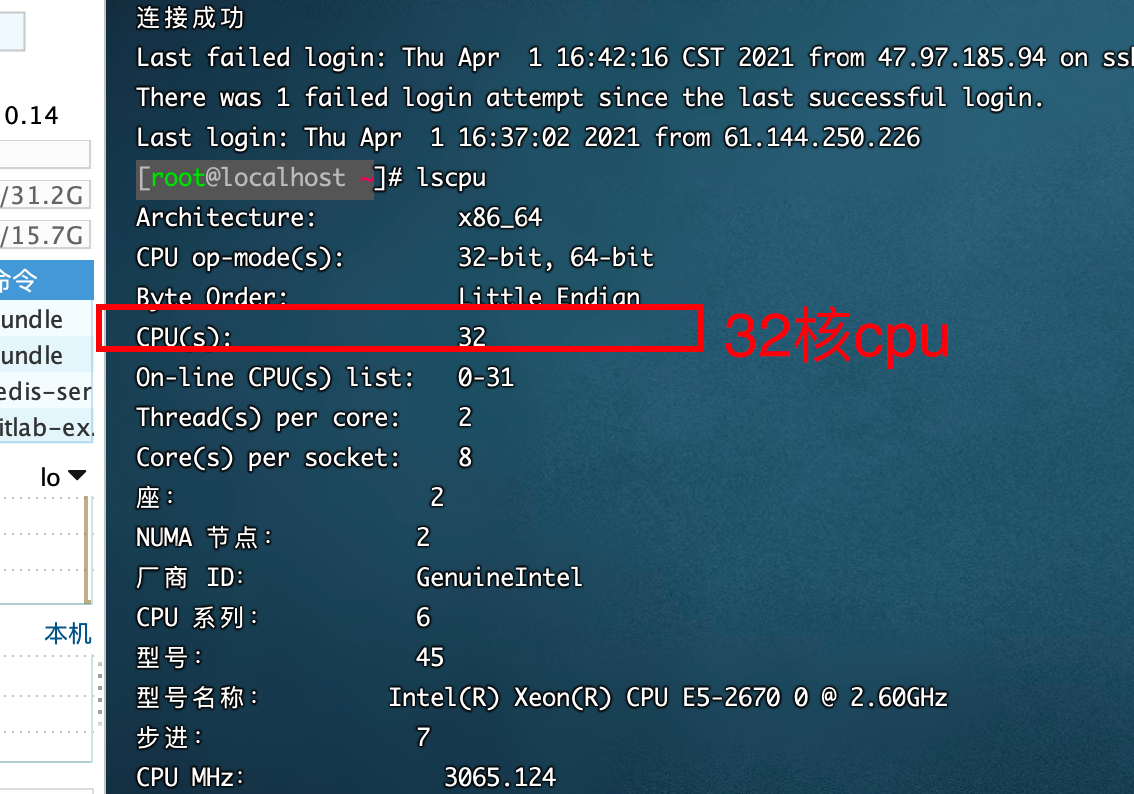 连接成功
Last failed login: Thu Apr  1 16:42:16 CST 2021 from 47.97.185.94 on
There was 1 failed login attempt since the last successful login.
Last login: Thu Apr  1 16:37:02 2021 from 61.144.250.226
[root@localhost ~]# lscpu
Architecture: x86_64
CPU op-mode(s): 32-bit, 64-bit
Byte Order: Little Endian
CPU(s): 32
32核cpu
On-line CPU(s) list: 0-31
Thread(s) per core: 2
Core(s) per socket: 8
座: 2
NUMA 节点: 2
厂商 ID: GenuineIntel
CPU 系列: 6
型号: 45
型号名称: Intel(R) Xeon(R) CPU E5-2670 0 @ 2.60GHz
步进: 7
CPU MHz: 3065.124
0.14
/31.2G
/15.7G
命令
undle
undle
edis-ser
itlab-ex.
lo
本机